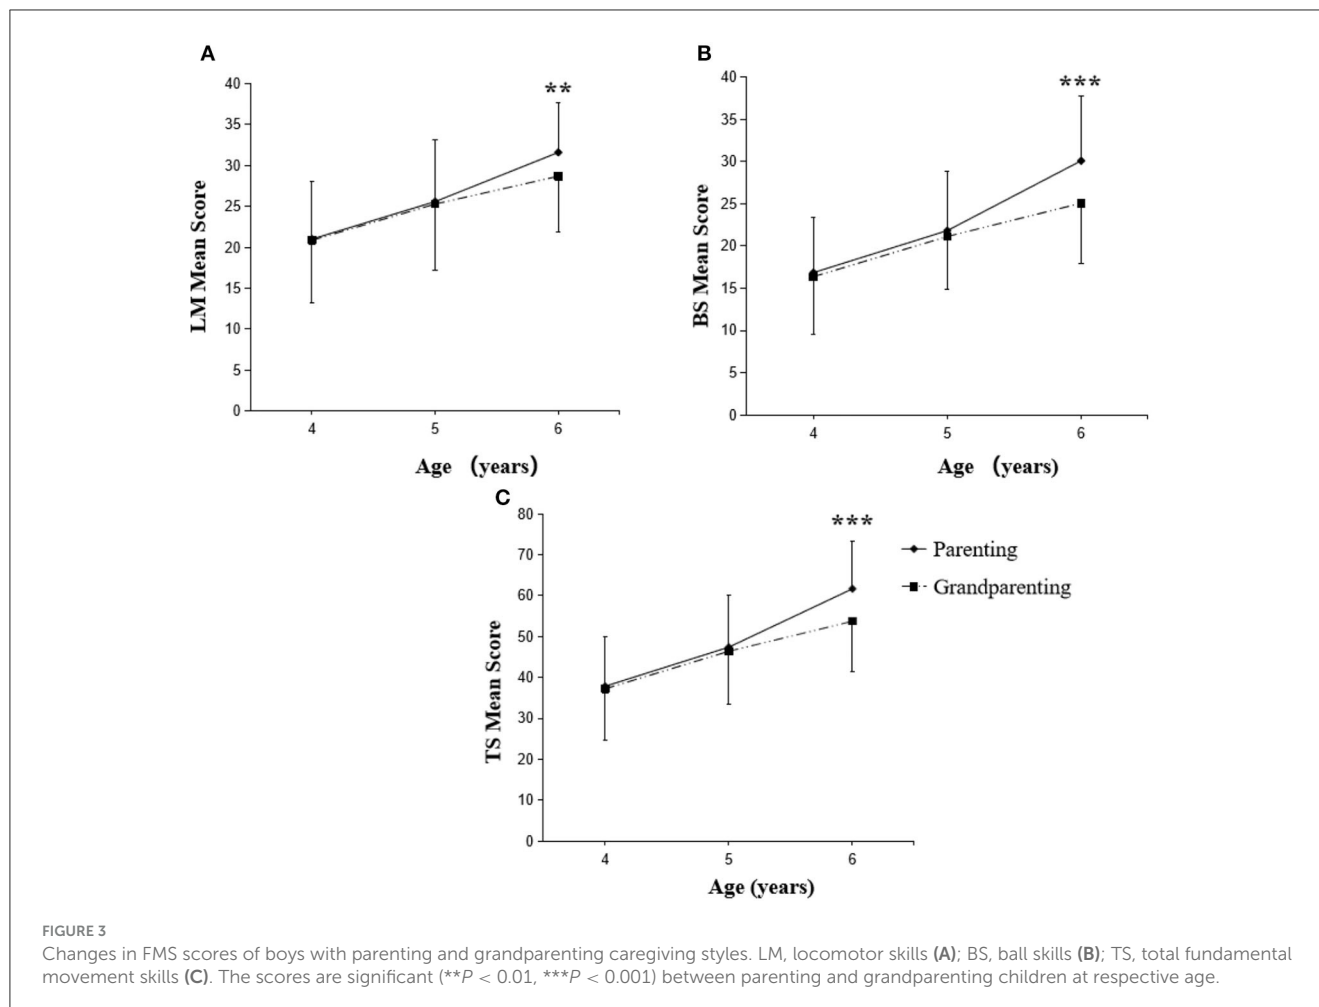 A
40
35
30
25
20
15
10
5
0
LM Mean Score
**
4 5 6
Age (years)
B
40
35
30
25
20
15
10
5
0
BS Mean Score
***
4 5 6
Age (years)
C
80
70
60
50
40
30
20
10
0
TS Mean Score
***
4 5 6
Age (years)
Parenting
Grandparenting
FIGURE 3
Changes in FMS scores of boys with parenting and grandparenting caregiving styles. LM, locomotor skills (A); BS, ball skills (B); TS, total fundamental
movement skills (C). The scores are significant (**P < 0.01, ***P < 0.001) between parenting and grandparenting children at respective age.